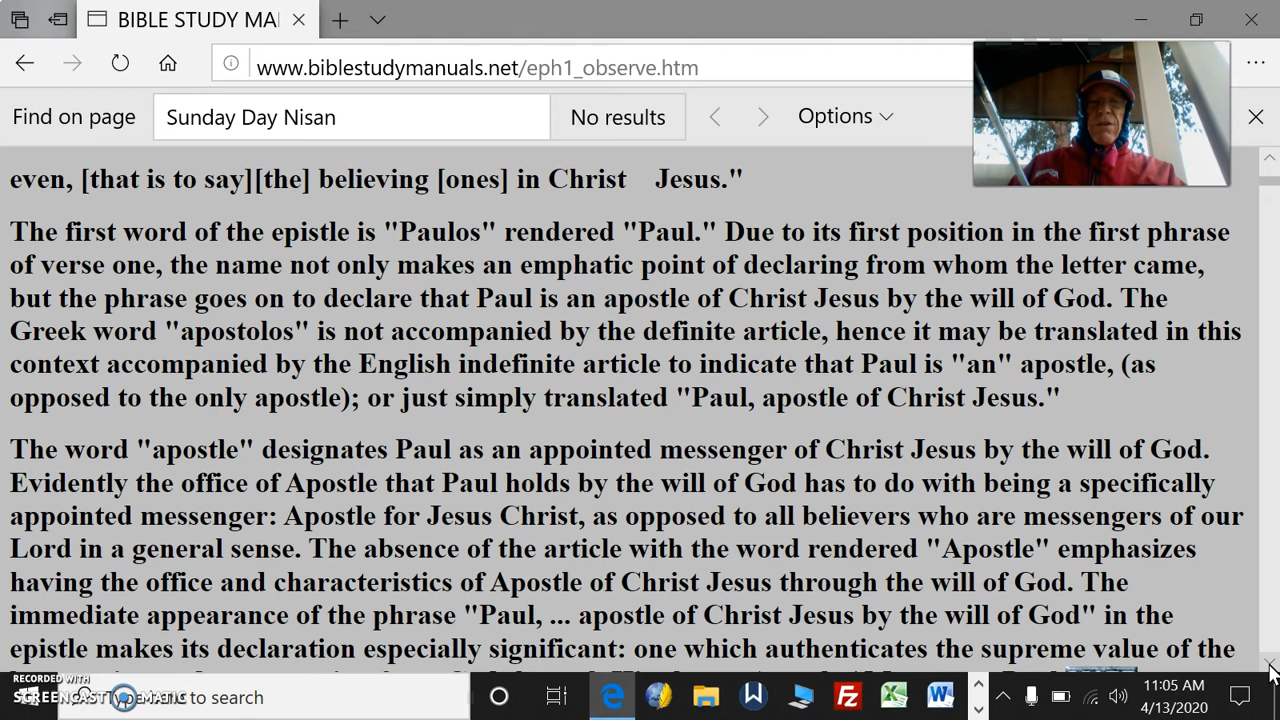 BIBLE STUDY MA
www.biblestudymanuals.net/eph1_observe.htm
Find on page
Sunday Day Nisan
No results
Options
even, [that is to say][the] believing [ones] in Christ Jesus."
The first word of the epistle is "Paulos" rendered "Paul." Due to its first position in the first phrase
of verse one, the name not only makes an emphatic point of declaring from whom the letter came,
but the phrase goes on to declare that Paul is an apostle of Christ Jesus by the will of God. The
Greek word "apostolos" is not accompanied by the definite article, hence it may be translated in this
context accompanied by the English indefinite article to indicate that Paul is "an" apostle, (as
opposed to the only apostle); or just simply translated "Paul, apostle of Christ Jesus."
The word "apostle" designates Paul as an appointed messenger of Christ Jesus by the will of God.
Evidently the office of Apostle that Paul holds by the will of God has to do with being a specifically
appointed messenger: Apostle for Jesus Christ, as opposed to all believers who are messengers of our
Lord in a general sense. The absence of the article with the word rendered "Apostle" emphasizes
having the office and characteristics of Apostle of Christ Jesus through the will of God. The
immediate appearance of the phrase "Paul, ... apostle of Christ Jesus by the will of God" in the
epistle makes its declaration especially significant: one which authenticates the supreme value of the
RECORDED WITH
SCREENCAST MATIC
Type here to search
11:05 AM
4/13/2020